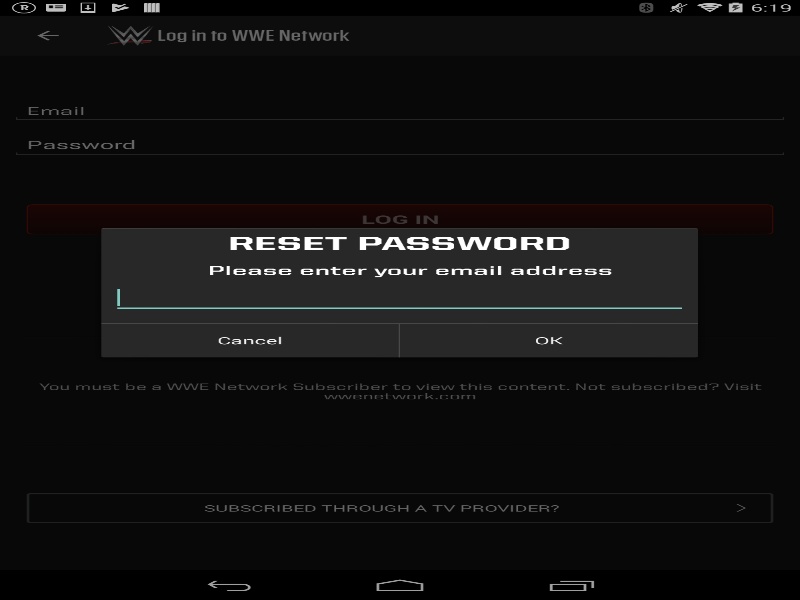 R 6:19
Log in to WWE Network
Email
Password
LOG IN
RESET PASSWORD
Please enter your email address
Cancel OK
You must be a WWE Network Subscriber to view this content. Not subscribed? Visit
wwenetwork.com
SUBSCRIBED THROUGH A TV PROVIDER? >